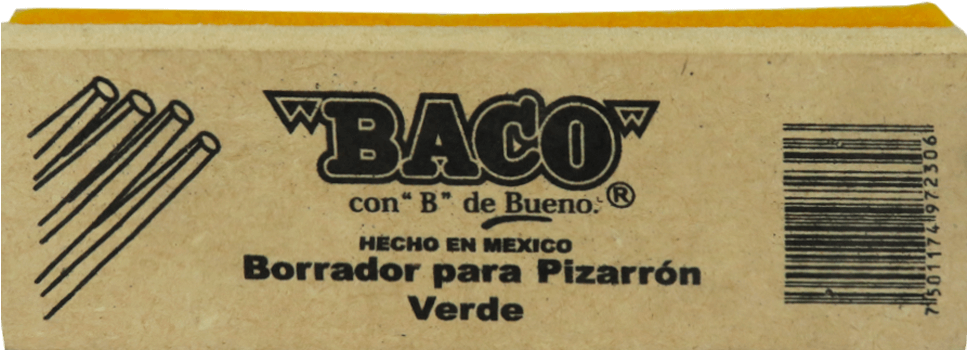 "BACO"
con "B" de Bueno.®
HECHO EN MEXICO
Borrador para Pizarrón
Verde
7501174972306